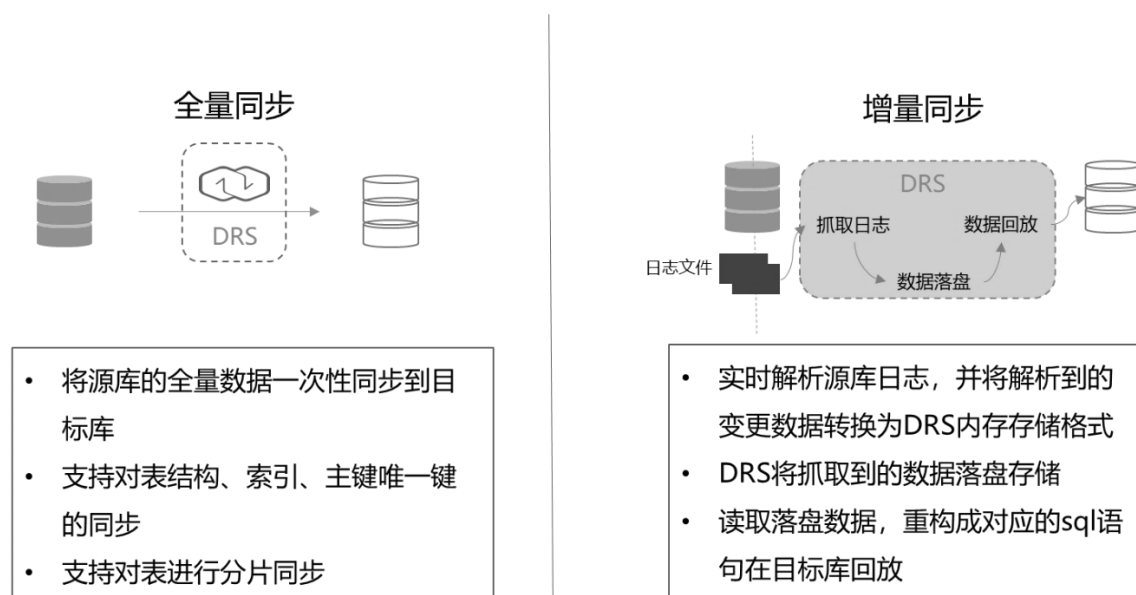 全量同步
DRS
• 将源库的全量数据一次性同步到目
标库
• 支持对表结构、索引、主键唯一键
的同步
• 支持对表进行分片同步
增量同步
DRS
抓取日志
数据回放
日志文件
数据落盘
• 实时解析源库日志，并将解析到的
变更数据转换为DRS内存存储格式
• DRS将抓取到的数据落盘存储
• 读取落盘数据，重构成对应的sql语
句在目标库回放